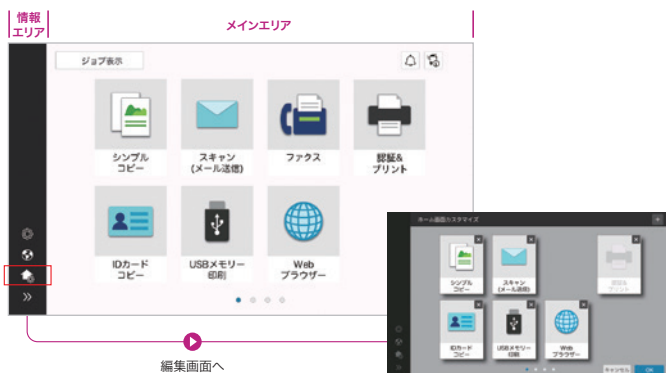 情報
エリア
メインエリア
ジョブ表示
シンプル
コピー
スキャン
(メール送信)
ファクス
認証&
プリント
IDカード
コピー
USBメモリー
印刷
Web
ブラウザー
編集画面へ
ホーム画面カスタマイズ
シンプル
コピー
スキャン
(メール送信)
認証&
プリント
IDカード
コピー
USBメモリー
印刷
Web
ブラウザー
キャンセル
OK